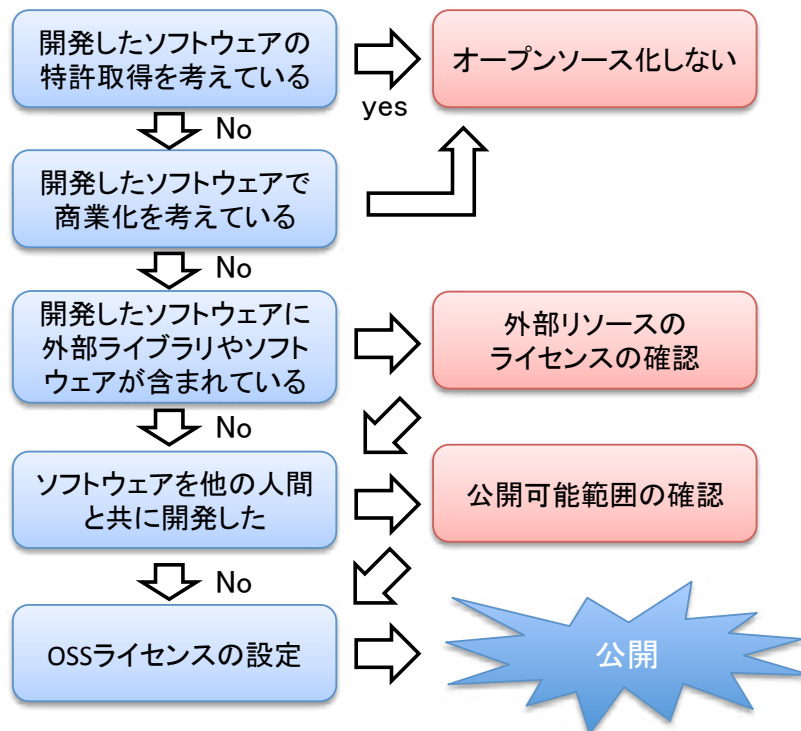 開発したソフトウェアの
特許取得を考えている
yes
オープンソース化しない
No
開発したソフトウェアで
商業化を考えている
No
開発したソフトウェアに
外部ライブラリやソフト
ウェアが含まれている
外部リソースの
ライセンスの確認
No
ソフトウェアを他の人間
と共に開発した
公開可能範囲の確認
No
OSSライセンスの設定
公開